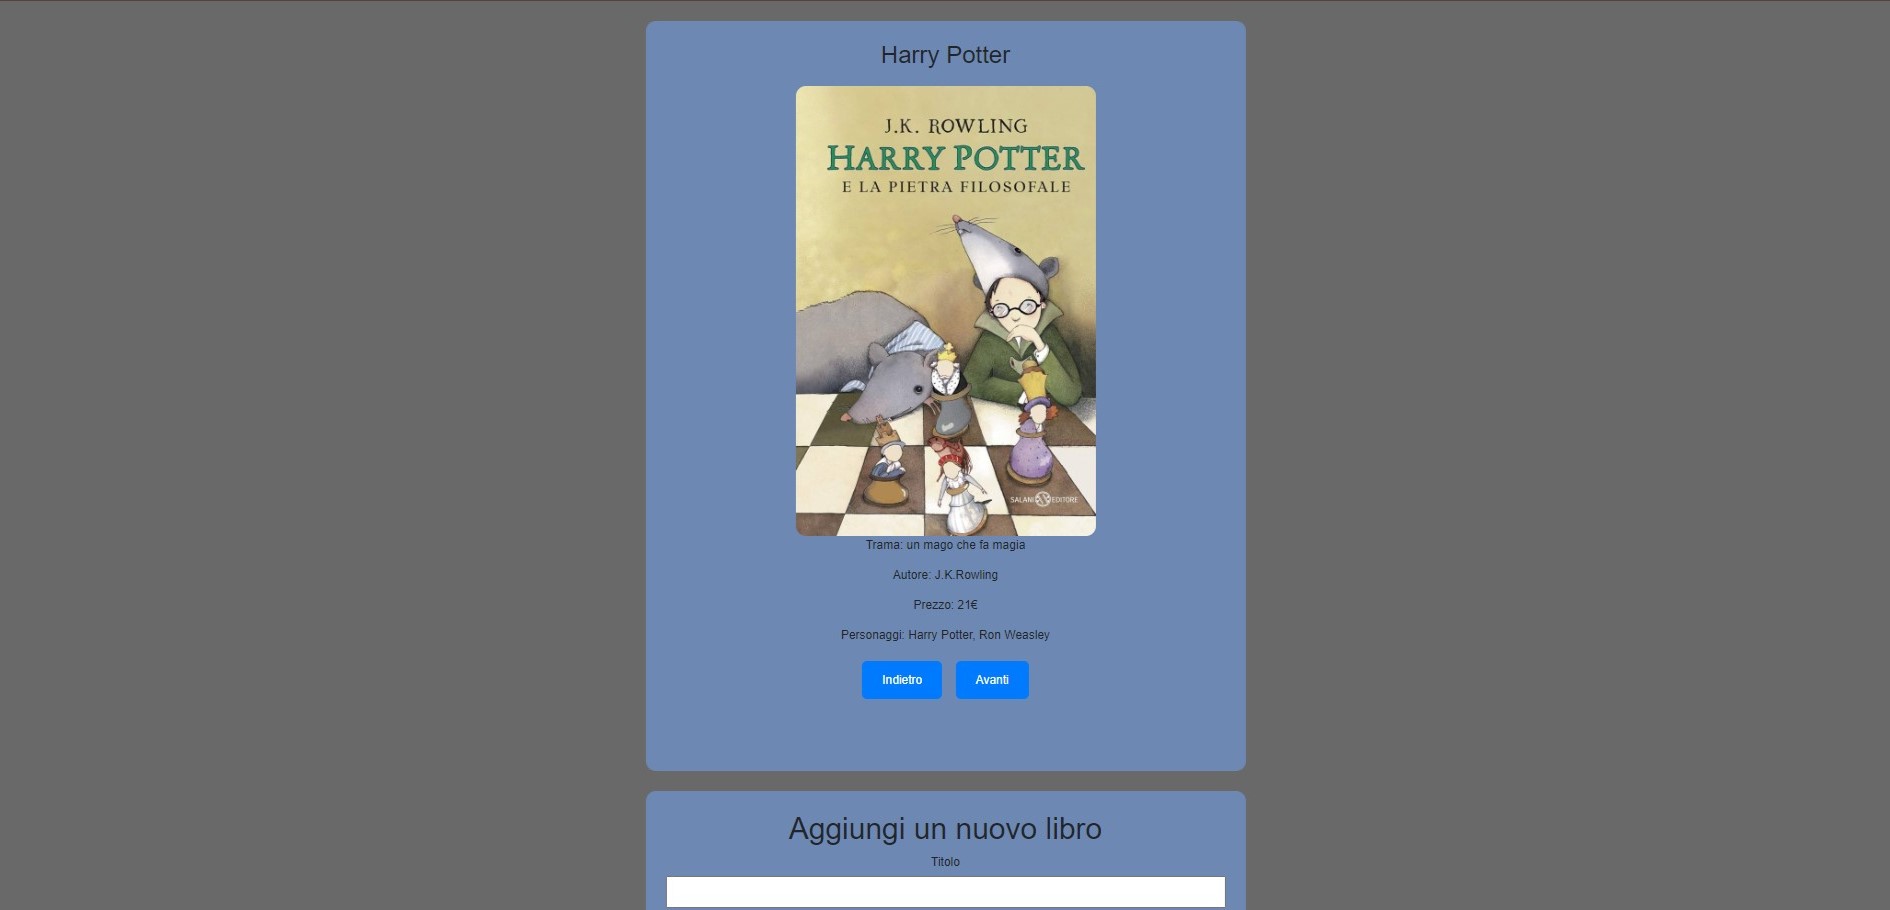 Harry Potter
J.K. ROWLING
HARRY POTTER
E LA PIETRA FILOSOFALE
SALANI EDITORE
Trama: un mago che fa magia
Autore: J.K.Rowling
Prezzo: 21€
Personaggi: Harry Potter, Ron Weasley
Indietro Avanti
Aggiungi un nuovo libro
Titolo